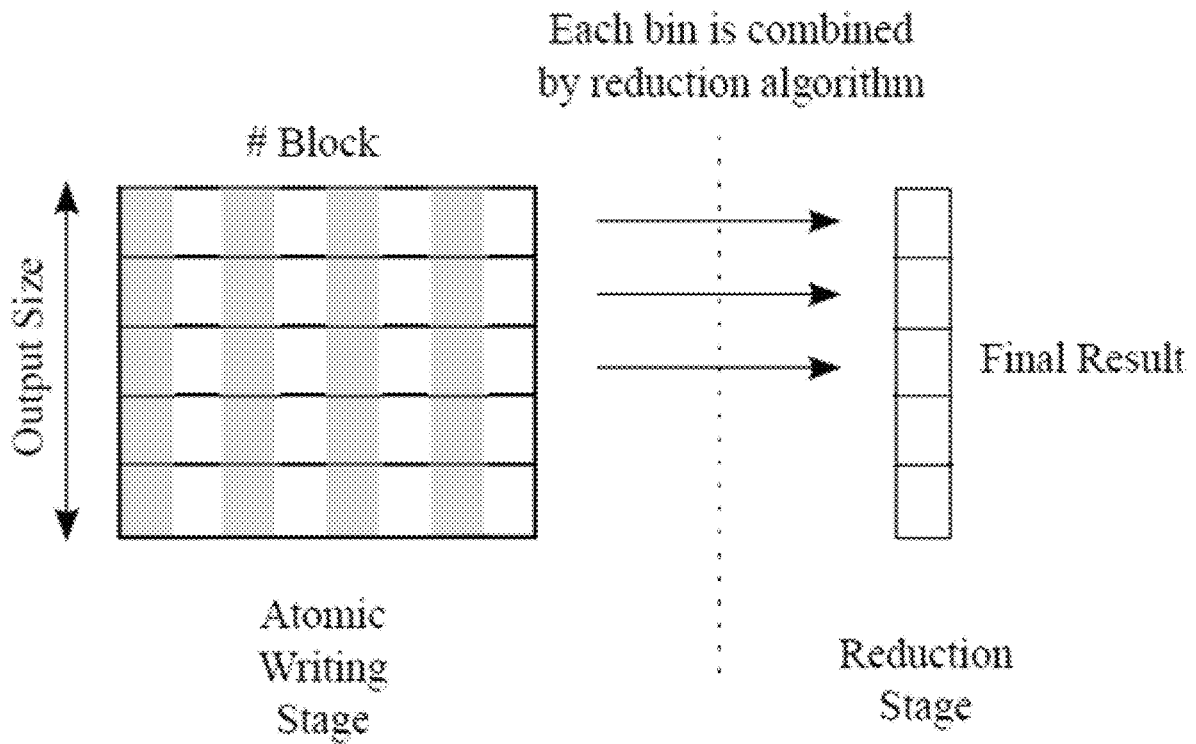 Each bin is combined
by reduction algorithm
# Block
Output Size
Final Result
Atomic
Writing
Stage
Reduction
Stage